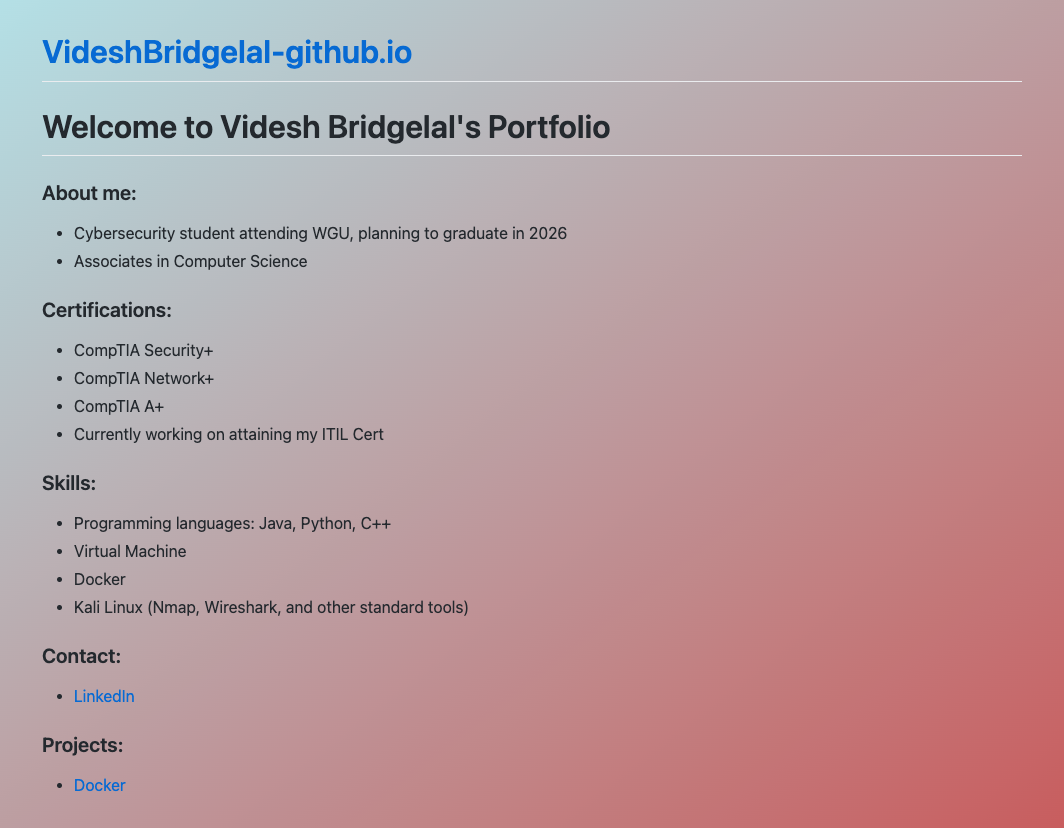 VideshBridgelal-github.io
Welcome to Videsh Bridgelal's Portfolio
About me:
• Cybersecurity student attending WGU, planning to graduate in 2026
• Associates in Computer Science
Certifications:
• CompTIA Security+
• CompTIA Network+
• CompTIA A+
• Currently working on attaining my ITIL Cert
Skills:
• Programming languages: Java, Python, C++
• Virtual Machine
• Docker
• Kali Linux (Nmap, Wireshark, and other standard tools)
Contact:
• LinkedIn
Projects:
• Docker